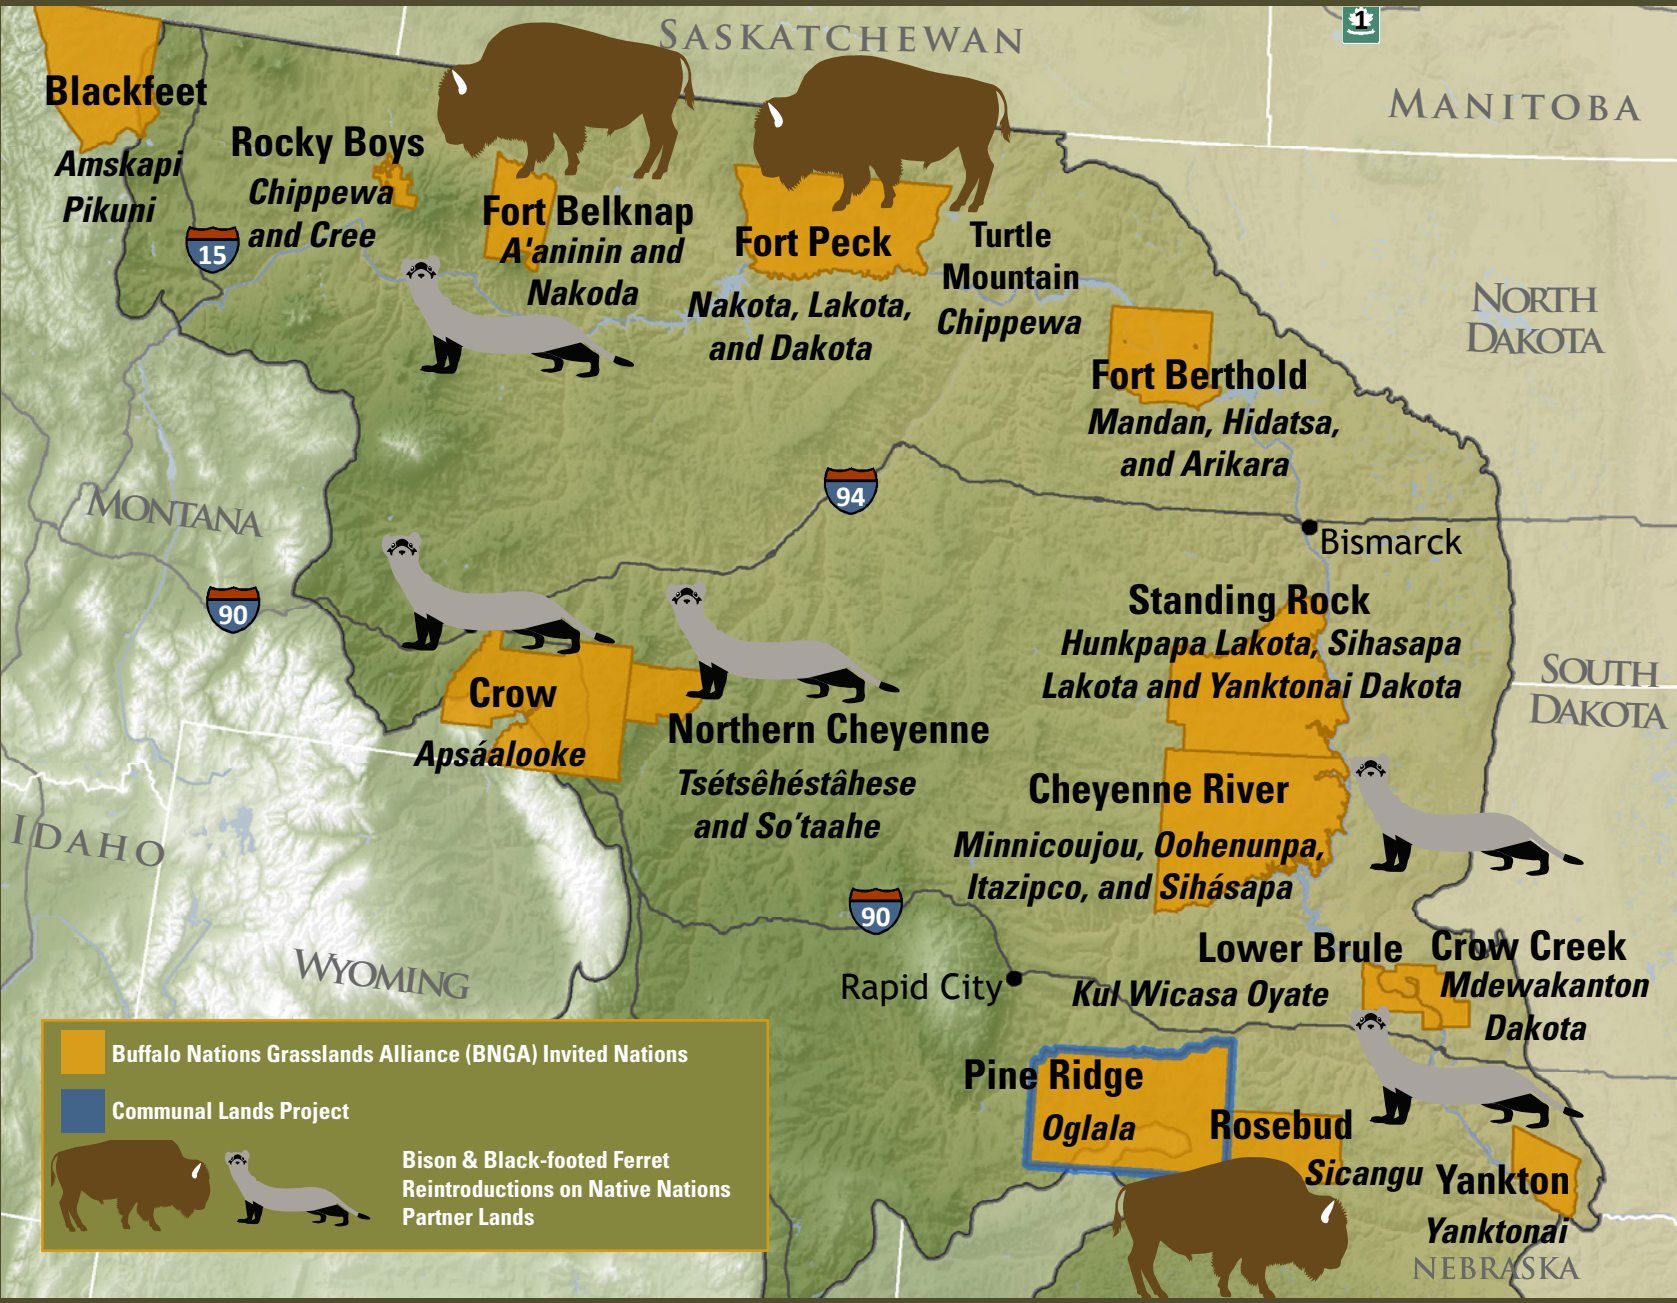 SASKATCHEWAN
1
MANITOBA
Blackfeet
Amskapi
Pikuni
Rocky Boys
Chippewa
and Cree
15
Fort Belknap
A'aninin and
Nakoda
Fort Peck
Nakota, Lakota,
and Dakota
Turtle
Mountain
Chippewa
NORTH
DAKOTA
Fort Berthold
Mandan, Hidatsa,
and Arikara
MONTANA
94
Bismarck
90
Standing Rock
Hunkpapa Lakota, Sihasapa
Lakota and Yanktonai Dakota
SOUTH
DAKOTA
Crow
Apsáalooke
Northern Cheyenne
Tsétsêhéstâhese
and So'taahe
Cheyenne River
Minnicoujou, Oohenunpa,
Itazipco, and Sihásapa
IDAHO
90
WYOMING
Rapid City
Lower Brule
Kul Wicasa Oyate
Crow Creek
Mdewakanton
Dakota
Pine Ridge
Oglala
Rosebud
Sicangu
Yankton
Yanktonai
NEBRASKA
Buffalo Nations Grasslands Alliance (BNGA) Invited Nations
Communal Lands Project
Bison & Black-footed Ferret
Reintroductions on Native Nations
Partner Lands